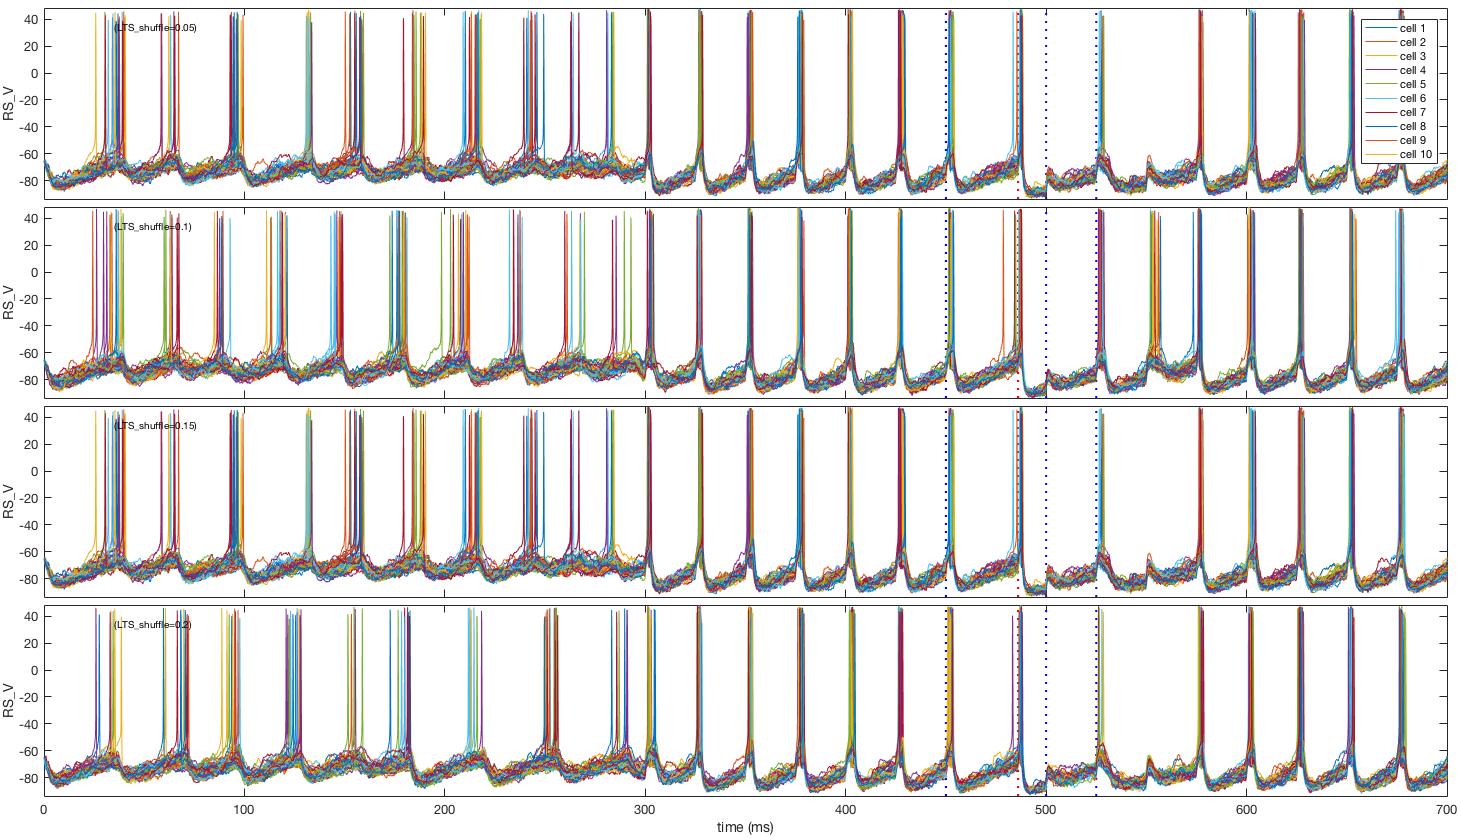 40
20
0
-20
-40
-60
-80
RS_V
(LTS_shuffle=0.05)
cell 1
cell 2
cell 3
cell 4
cell 5
cell 6
cell 7
cell 8
cell 9
cell 10
40
20
0
-20
-40
-60
-80
RS_V
(LTS_shuffle=0.1)
40
20
0
-20
-40
-60
-80
RS_V
(LTS_shuffle=0.15)
40
20
0
-20
-40
-60
-80
RS_V
(LTS_shuffle=0.2)
0 100 200 300 400 500 600 700
time (ms)